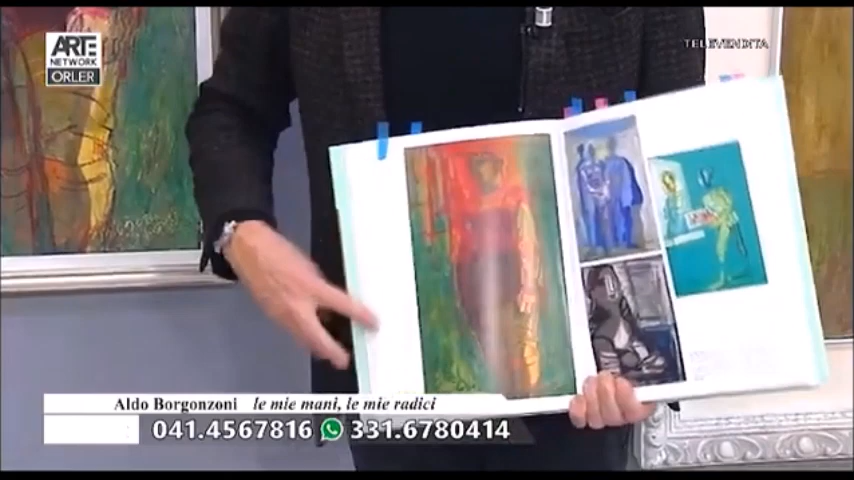 ARTE
NETWORK
ORLER
TELEVENDITA
Aldo Borgonzoni le mie mani, le mie radici
041.4567816 331.6780414